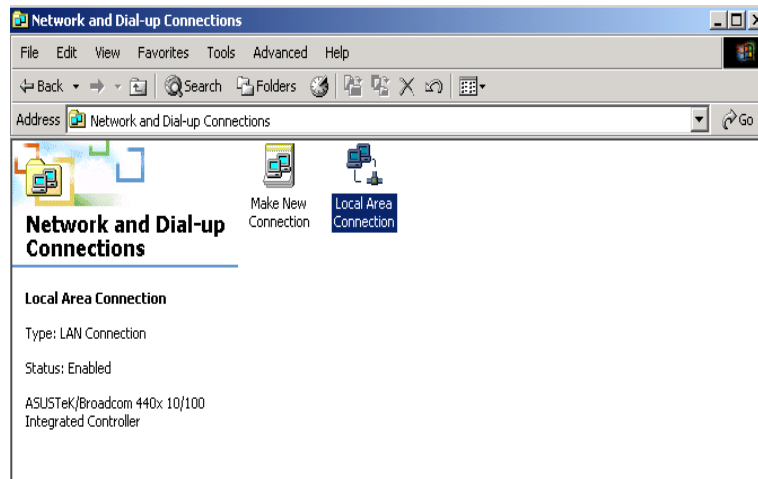 Network and Dial-up Connections
File Edit View Favorites Tools Advanced Help
Back Search Folders
Address Network and Dial-up Connections Go
Make New Connection
Local Area Connection
Network and Dial-up
Connections
Local Area Connection
Type: LAN Connection
Status: Enabled
ASUSTeK/Broadcom 440x 10/100
Integrated Controller